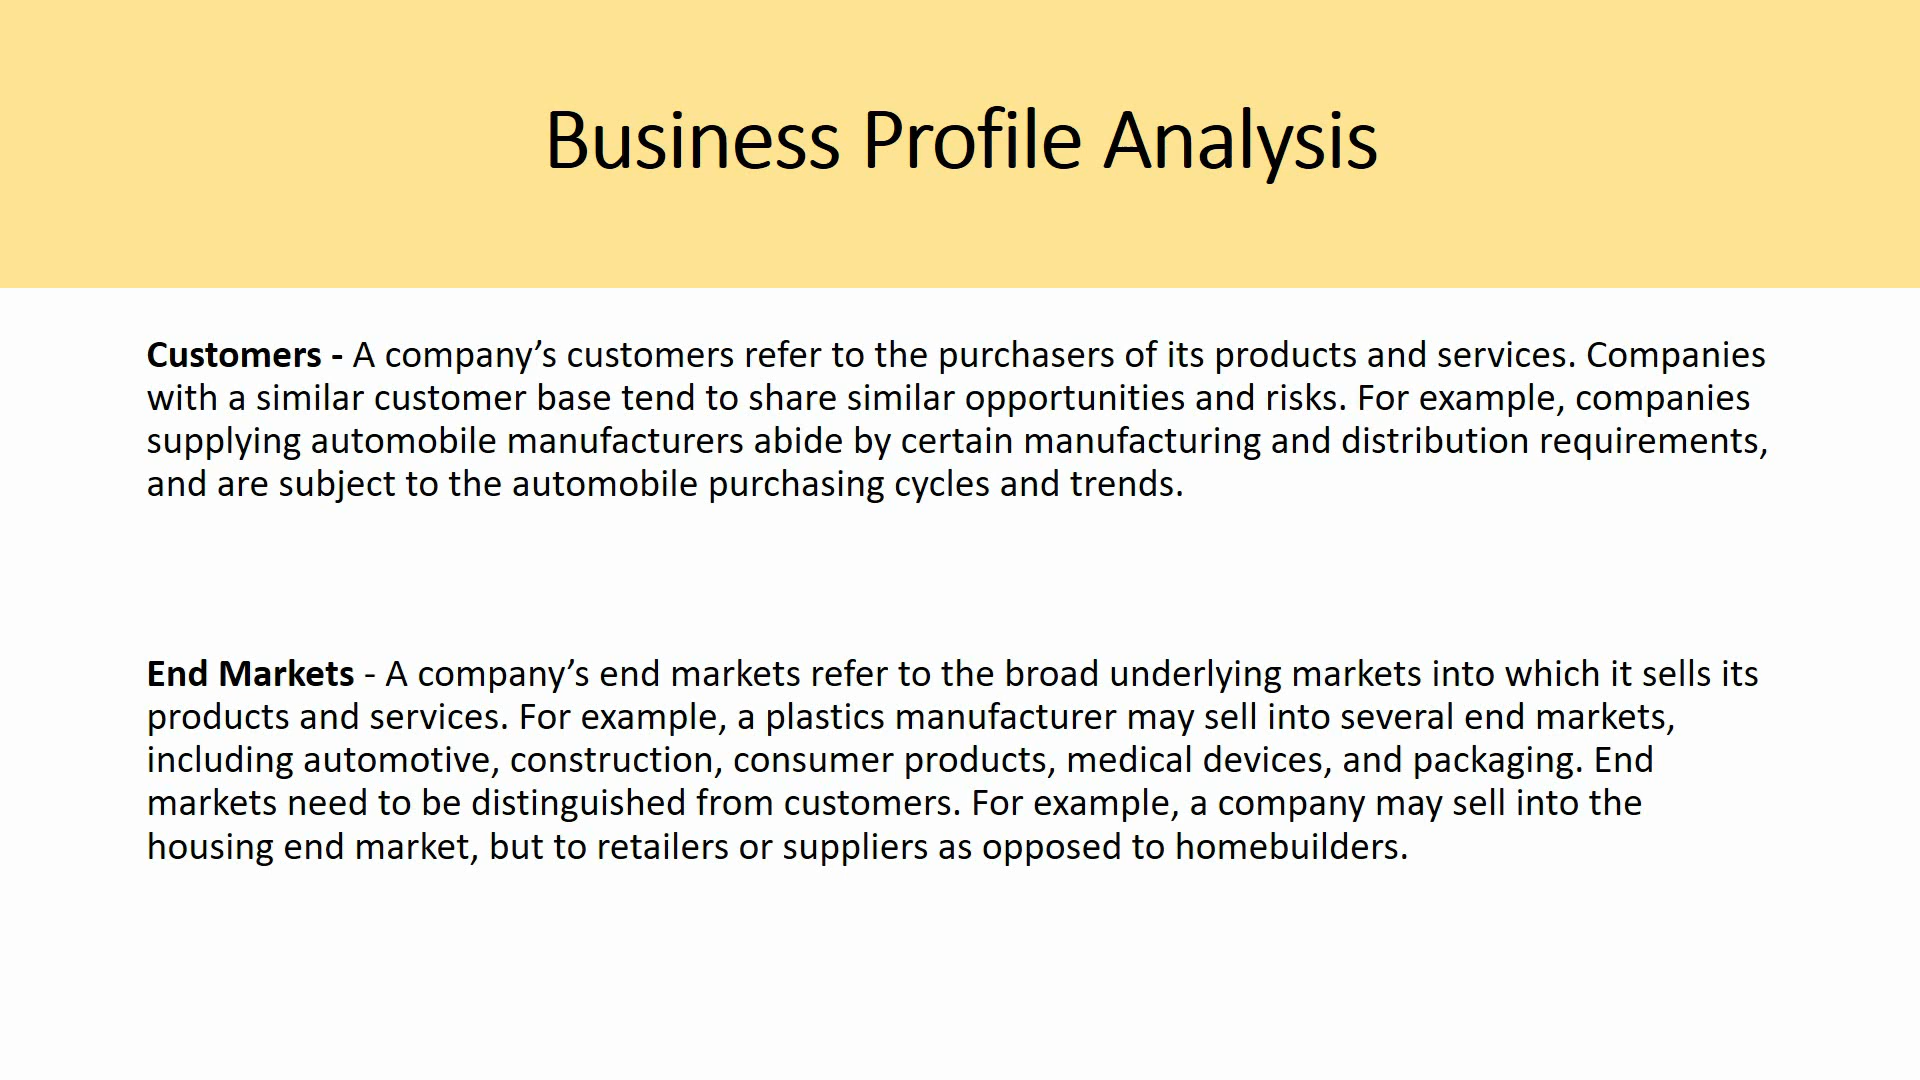 Business Profile Analysis
Customers - A company’s customers refer to the purchasers of its products and services. Companies
with a similar customer base tend to share similar opportunities and risks. For example, companies
supplying automobile manufacturers abide by certain manufacturing and distribution requirements,
and are subject to the automobile purchasing cycles and trends.
End Markets - A company’s end markets refer to the broad underlying markets into which it sells its
products and services. For example, a plastics manufacturer may sell into several end markets,
including automotive, construction, consumer products, medical devices, and packaging. End
markets need to be distinguished from customers. For example, a company may sell into the
housing end market, but to retailers or suppliers as opposed to homebuilders.